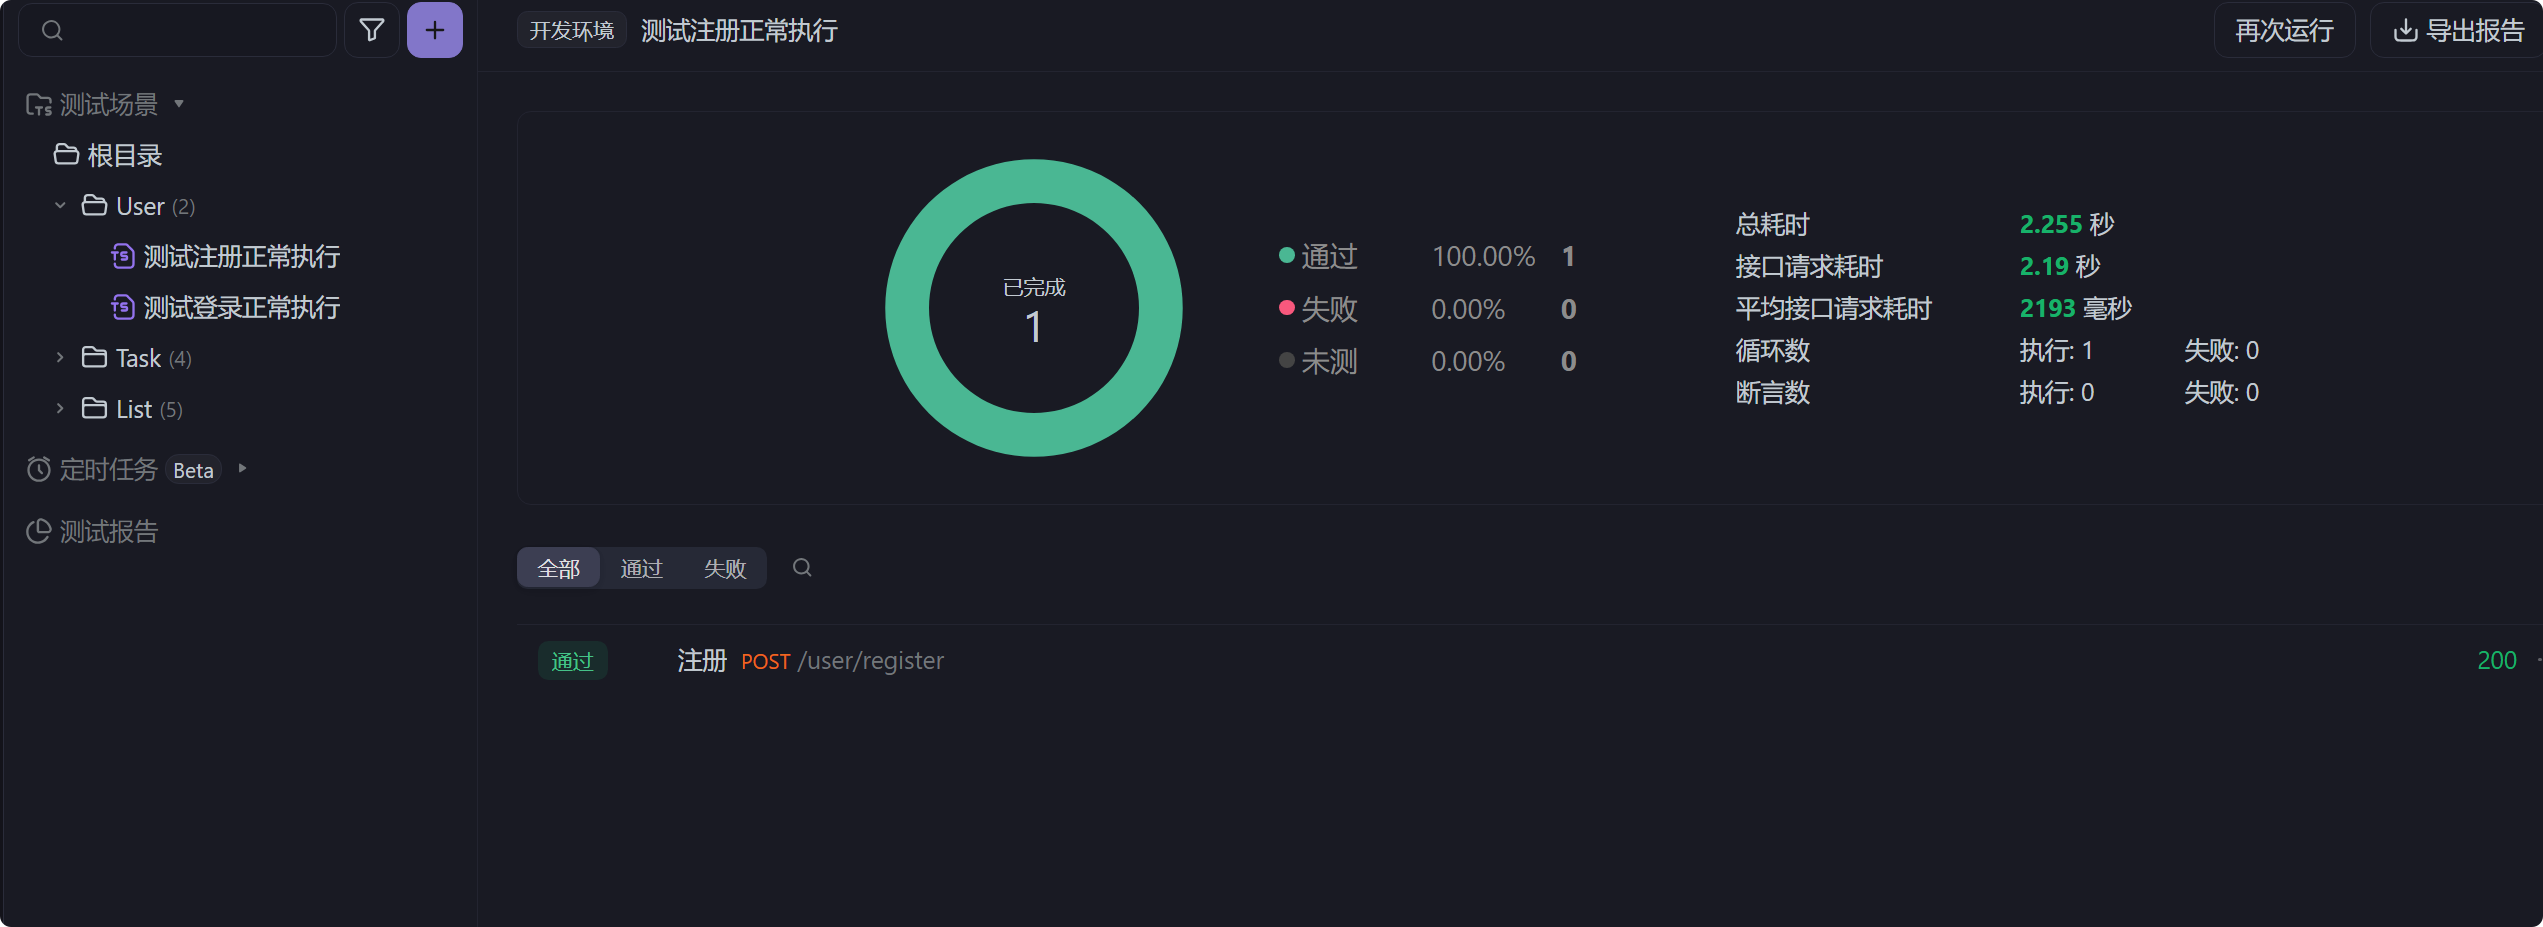 开发环境 测试注册正常执行
再次运行
导出报告
测试场景
根目录
User (2)
测试注册正常执行
测试登录正常执行
Task (4)
List (5)
定时任务 Beta
测试报告
已完成
1
通过 100.00% 1
失败 0.00% 0
未测 0.00% 0
总耗时 2.255 秒
接口请求耗时 2.19 秒
平均接口请求耗时 2193 毫秒
循环数 执行: 1 失败: 0
断言数 执行: 0 失败: 0
全部 通过 失败
通过 注册 POST /user/register 200